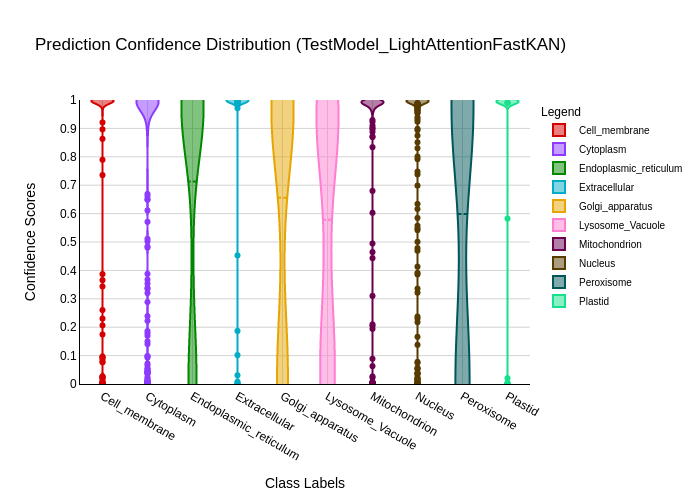 Prediction Confidence Distribution (TestModel_LightAttentionFastKAN)
Legend
Cell_membrane
Cytoplasm
Endoplasmic_reticulum
Extracellular
Golgi_apparatus
Lysosome_Vacuole
Mitochondrion
Nucleus
Peroxisome
Plastid
Confidence Scores
1
0.9
0.8
0.7
0.6
0.5
0.4
0.3
0.2
0.1
0
Cell_membrane
Cytoplasm
Endoplasmic_reticulum
Extracellular
Golgi_apparatus
Lysosome_Vacuole
Mitochondrion
Nucleus
Peroxisome
Plastid
Class Labels